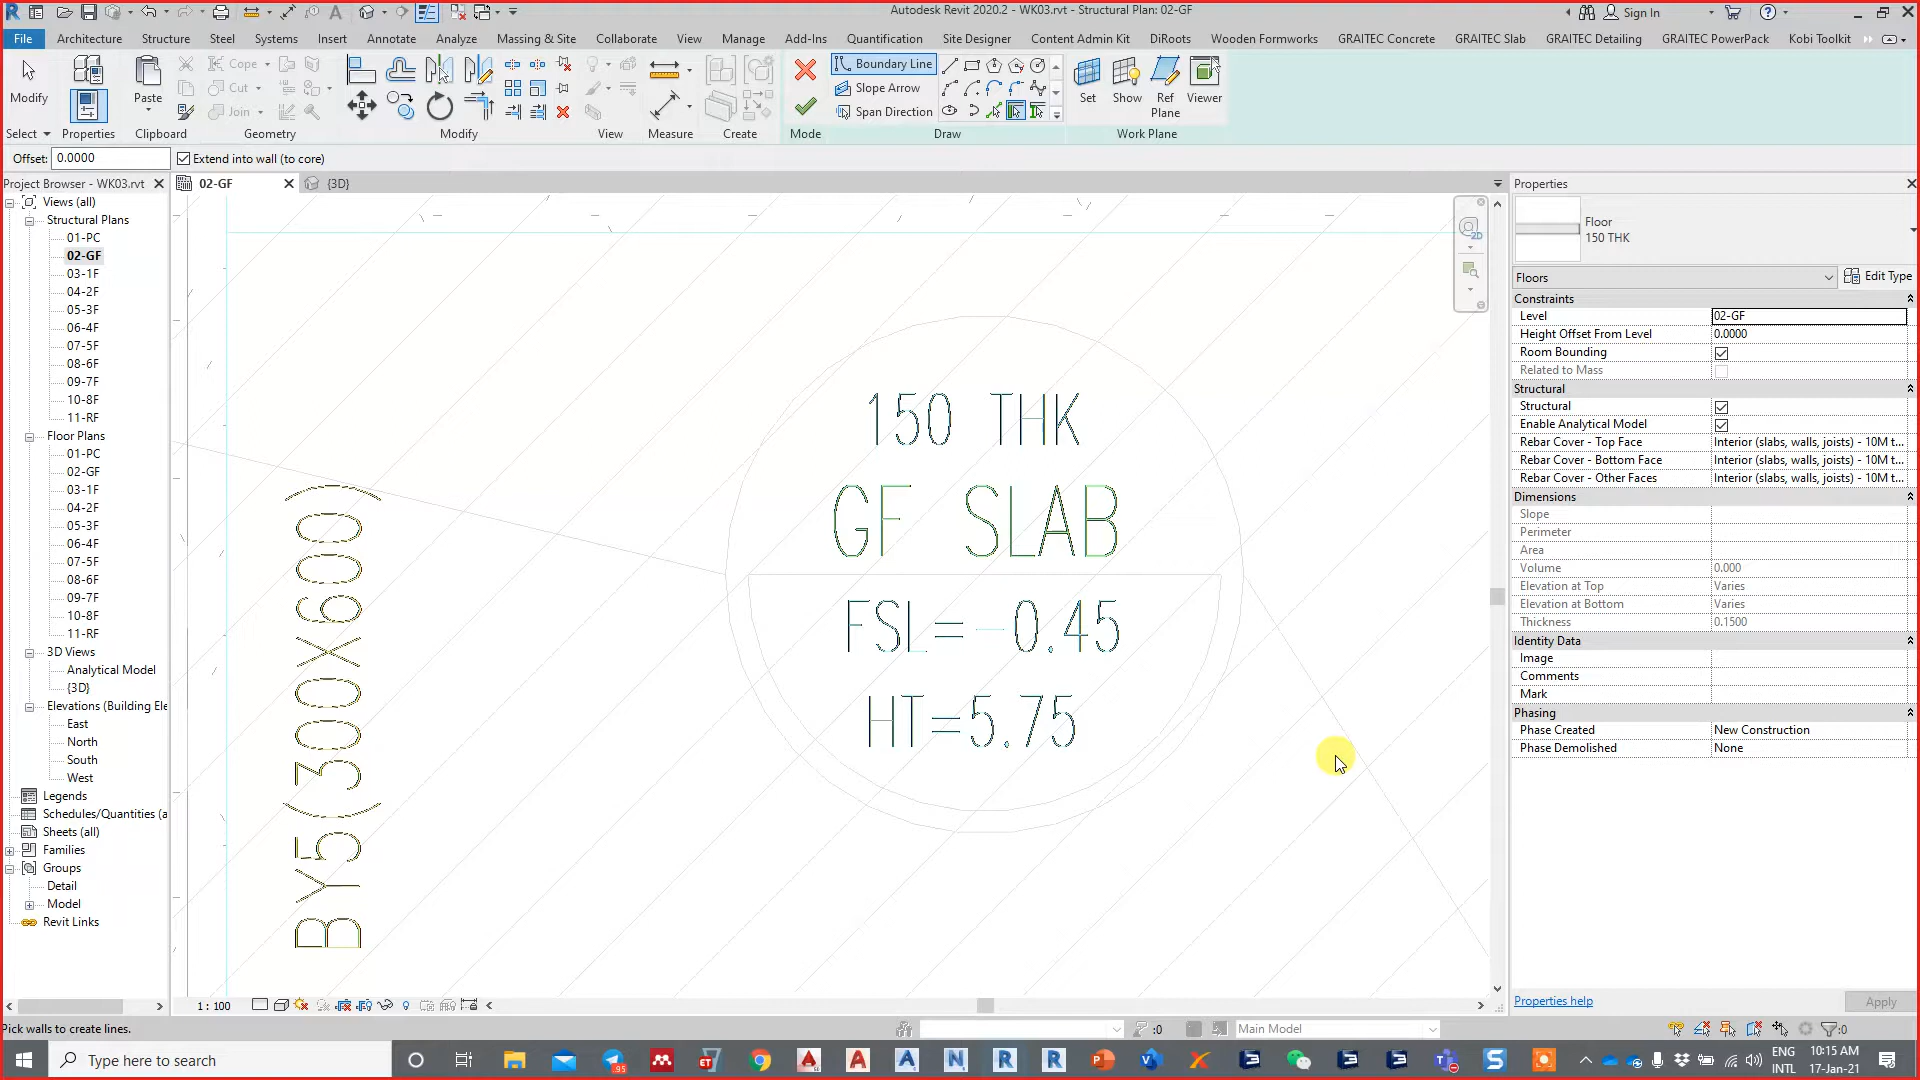 Autodesk Revit 2020.2 - WK03.rvt - Structural Plan: 02-GF
Sign In
File Architecture Structure Steel Systems Insert Annotate Analyze Massing & Site Collaborate View Manage Add-Ins Quantification Site Designer Content Admin Kit DiRoots Wooden Formworks GRAITEC Concrete GRAITEC Slab GRAITEC Detailing GRAITEC PowerPack Kobi Toolkit
Modify
Paste
Cope
Cut
Join
Boundary Line
Slope Arrow
Span Direction
Set
Show
Ref Plane
Viewer
Select Properties Clipboard Geometry Modify View Measure Create Mode Draw Work Plane
Offset: 0.0000 Extend into wall (to core)
Project Browser - WK03.rvt
Views (all)
Structural Plans
01-PC
02-GF
03-1F
04-2F
05-3F
06-4F
07-5F
08-6F
09-7F
10-8F
11-RF
Floor Plans
01-PC
02-GF
03-1F
04-2F
05-3F
06-4F
07-5F
08-6F
09-7F
10-8F
11-RF
3D Views
Analytical Model
{3D}
Elevations (Building Ele
East
North
South
West
Legends
Schedules/Quantities (a
Sheets (all)
Families
Groups
Detail
Model
Revit Links
02-GF
{3D}
2D
150 THK
GF SLAB
FSL=-0.45
HT=5.75
BY5(300X600)
Properties
Floor
150 THK
Floors Edit Type
Constraints
Level 02-GF
Height Offset From Level 0.0000
Room Bounding
Related to Mass
Structural
Structural
Enable Analytical Model
Rebar Cover - Top Face Interior (slabs, walls, joists) - 10M t...
Rebar Cover - Bottom Face Interior (slabs, walls, joists) - 10M t...
Rebar Cover - Other Faces Interior (slabs, walls, joists) - 10M t...
Dimensions
Slope
Perimeter
Area
Volume 0.000
Elevation at Top Varies
Elevation at Bottom Varies
Thickness 0.1500
Identity Data
Image
Comments
Mark
Phasing
Phase Created New Construction
Phase Demolished None
Properties help Apply
1 : 100
Pick walls to create lines.
:0
Main Model
:0
Type here to search
ENG
INTL
10:15 AM
17-Jan-21